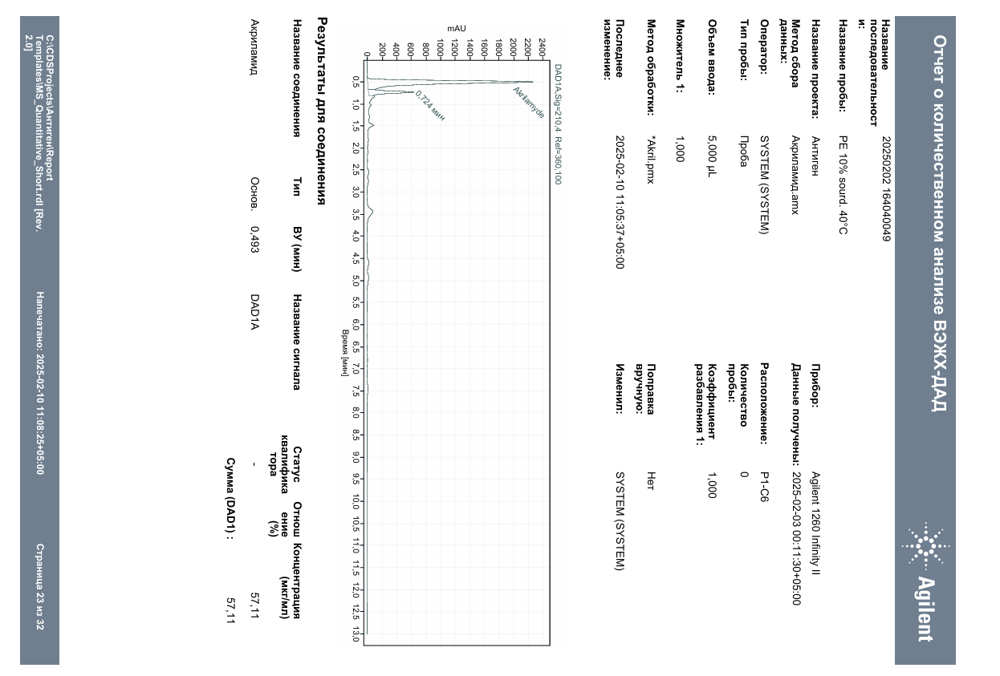 Отчет о количественном анализе ВЭЖХ-ДАД
Agilent
Название
последовательност
и:
20250202 164040049
Название пробы: PE 10% sourd. 40°C
Название проекта: Антиген
Прибор: Agilent 1260 Infinity II
Метод сбора
данных:
Акриламид.amx
Данные получены: 2025-02-03 00:11:30+05:00
Оператор: SYSTEM (SYSTEM)
Расположение: P1-C6
Тип пробы: Проба
Количество
пробы:
0
Объем ввода: 5,000 µL
Коэффициент
разбавления 1:
1,000
Множитель 1: 1,000
Метод обработки: *Akril.pmx
Поправка
вручную:
Нет
Последнее
изменение:
2025-02-10 11:05:37+05:00
Изменил: SYSTEM (SYSTEM)
DAD1A,Sig=210,4 Ref=360,100
mAU
2400
2200
2000
1800
1600
1400
1200
1000
800
600
400
200
0
Akrilamyde
0,724 мин
0,5 1,0 1,5 2,0 2,5 3,0 3,5 4,0 4,5 5,0 5,5 6,0 6,5 7,0 7,5 8,0 8,5 9,0 9,5 10,0 10,5 11,0 11,5 12,0 12,5 13,0
Время [мин]
Результаты для соединения
Название соединения Тип ВУ (мин) Название сигнала
Статус
квалифика
тора
Отнош
ение
(%)
Концентрация
(мкг/мл)
Акриламид Основ. 0,493 DAD1A - 57,11
Сумма (DAD1) : 57,11
C:\CDSProjects\Антиген\Report
Templates\MS_Quantitative_Short.rdl [Rev.
2.0]
Напечатано: 2025-02-10 11:08:25+05:00
Страница 23 из 32